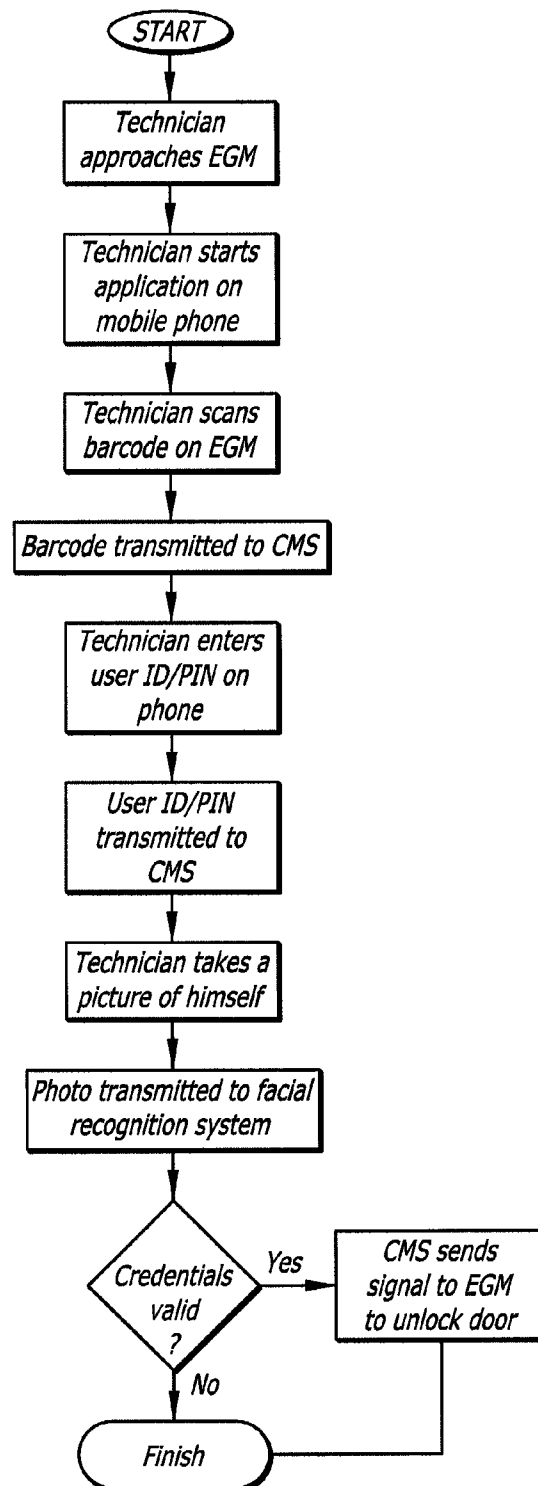 START
Technician
approaches EGM
Technician starts
application on
mobile phone
Technician scans
barcode on EGM
Barcode transmitted to CMS
Technician enters
user ID/PIN on
phone
User ID/PIN
transmitted to
CMS
Technician takes a
picture of himself
Photo transmitted to facial
recognition system
Credentials
valid
?
Yes
CMS sends
signal to EGM
to unlock door
No
Finish